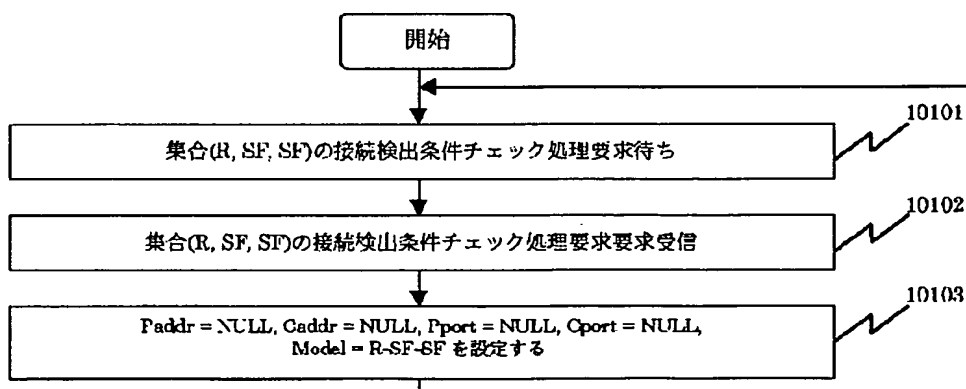 開始
10101
集合(R, SF, SF)の接続検出条件チェック処理要求待ち
10102
集合(R, SF, SF)の接続検出条件チェック処理要求要求受信
10103
Paddr = NULL, Caddr = NULL, Pport = NULL, Cport = NULL,
Model = R-SF-SF を設定する